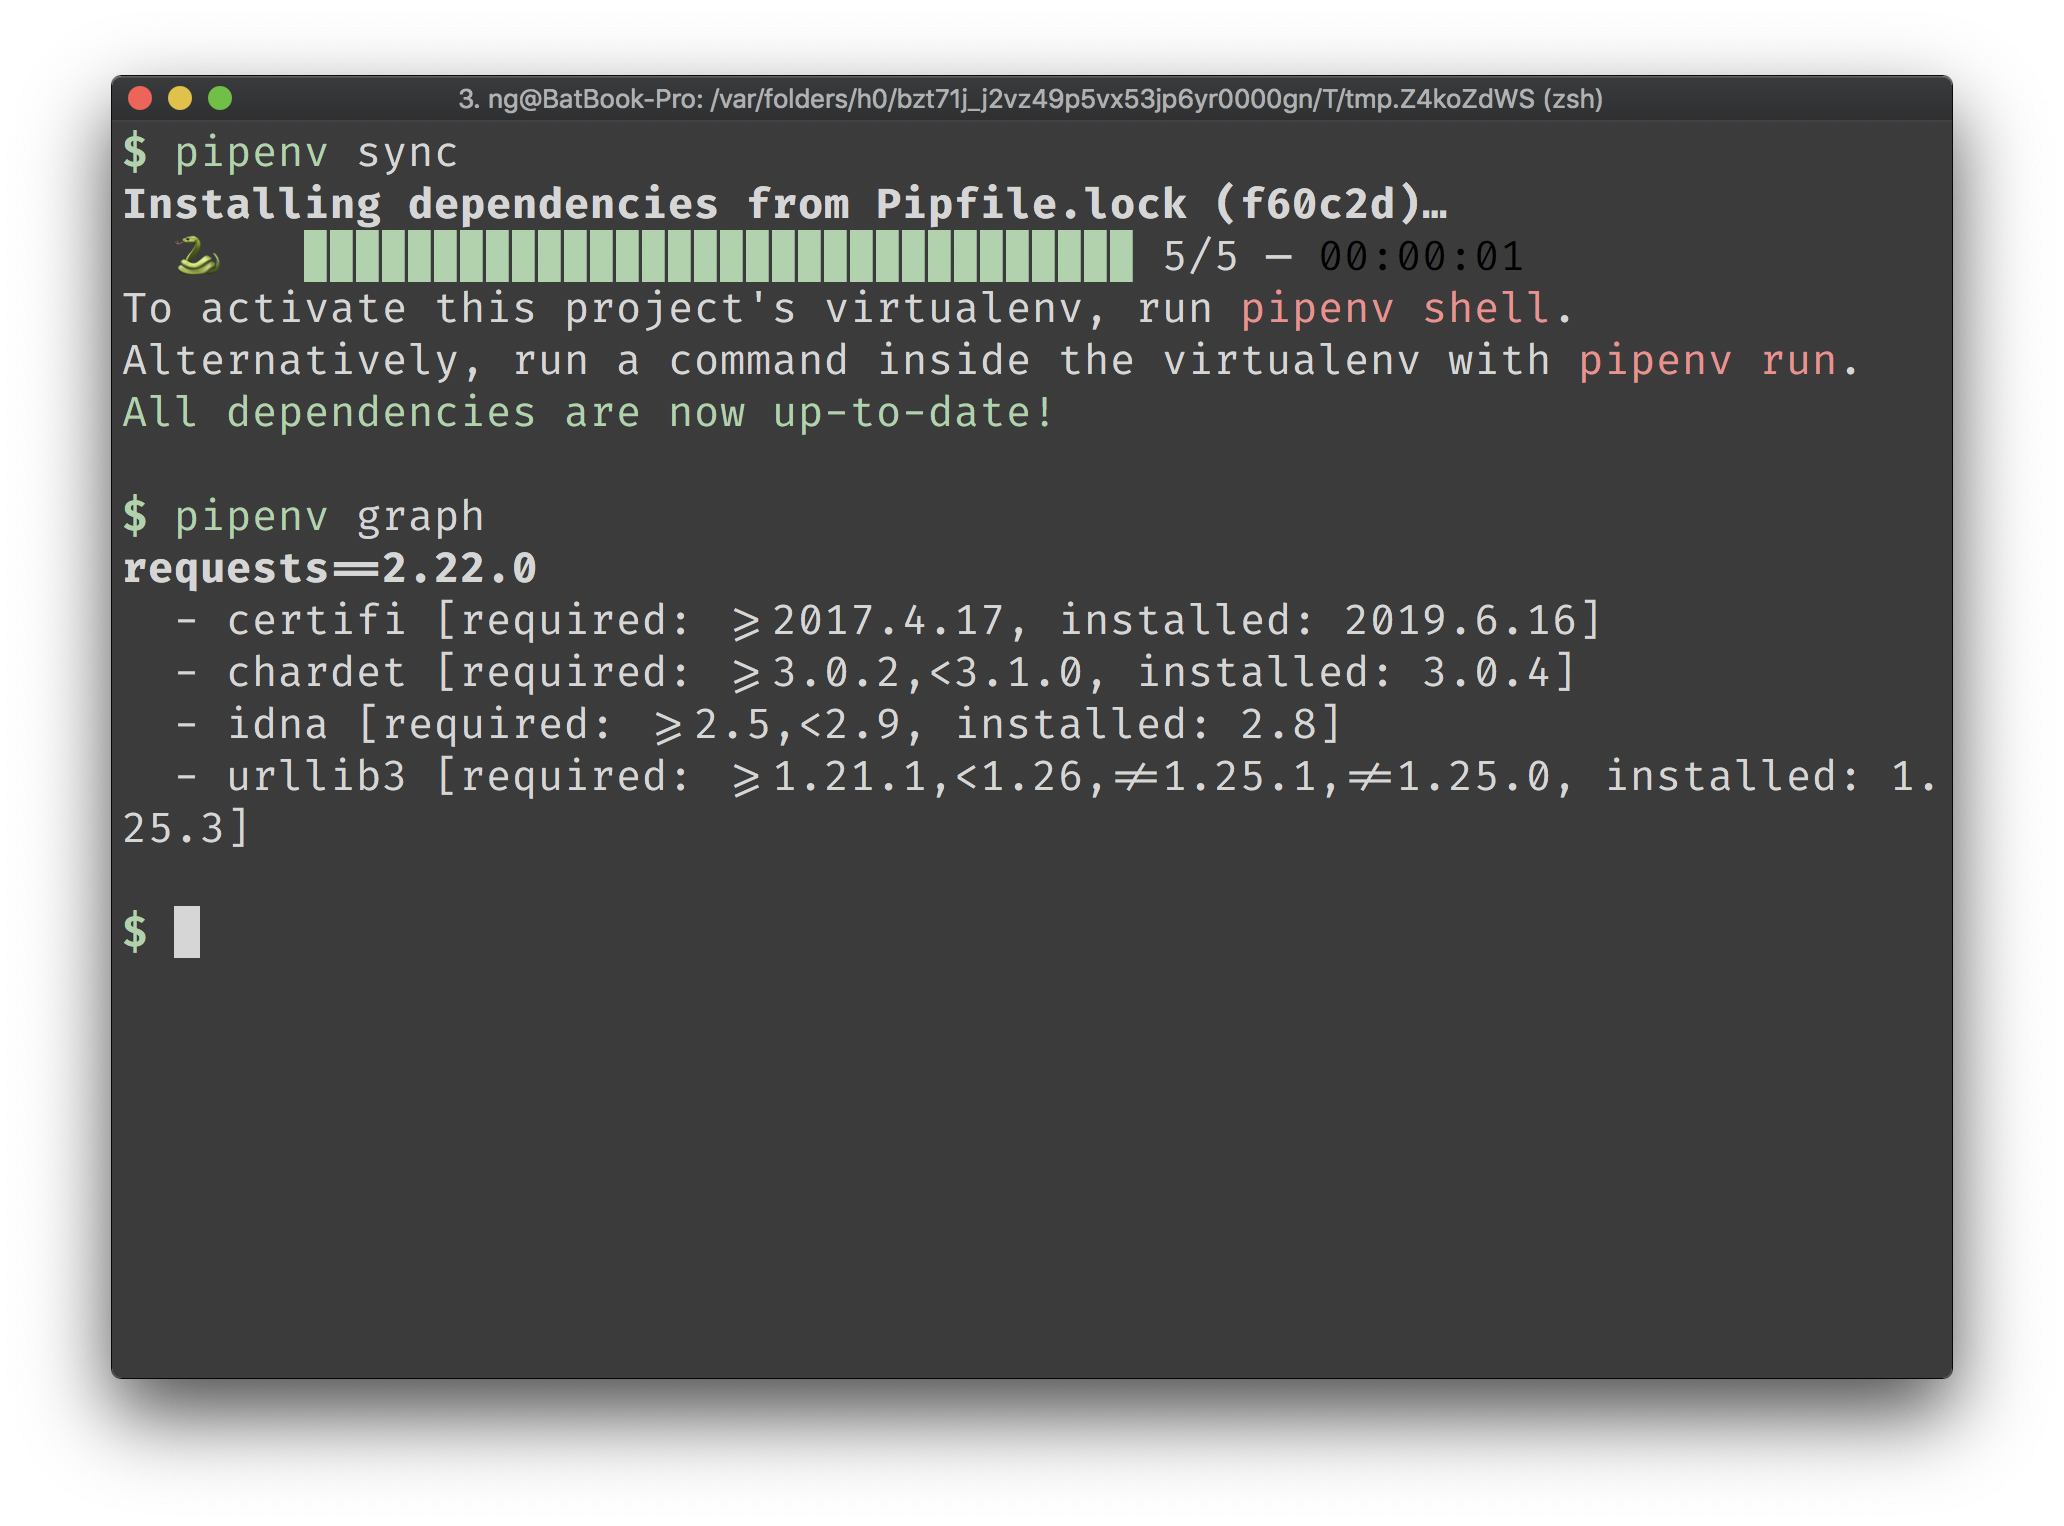 3. ng@BatBook-Pro: /var/folders/h0/bzt71j_j2vz49p5vx53jp6yr0000gn/T/tmp.Z4koZdWS (zsh)
$ pipenv sync
Installing dependencies from Pipfile.lock (f60c2d)…
🐍 ▉▉▉▉▉▉▉▉▉▉▉▉▉▉▉▉▉▉▉▉▉▉▉▉▉▉▉▉▉▉▉▉ 5/5 — 00:00:01
To activate this project's virtualenv, run pipenv shell.
Alternatively, run a command inside the virtualenv with pipenv run.
All dependencies are now up-to-date!
$ pipenv graph
requests==2.22.0
- certifi [required: >=2017.4.17, installed: 2019.6.16]
- chardet [required: >=3.0.2,<3.1.0, installed: 3.0.4]
- idna [required: >=2.5,<2.9, installed: 2.8]
- urllib3 [required: >=1.21.1,<1.26,!=1.25.1,!=1.25.0, installed: 1.
25.3]
$